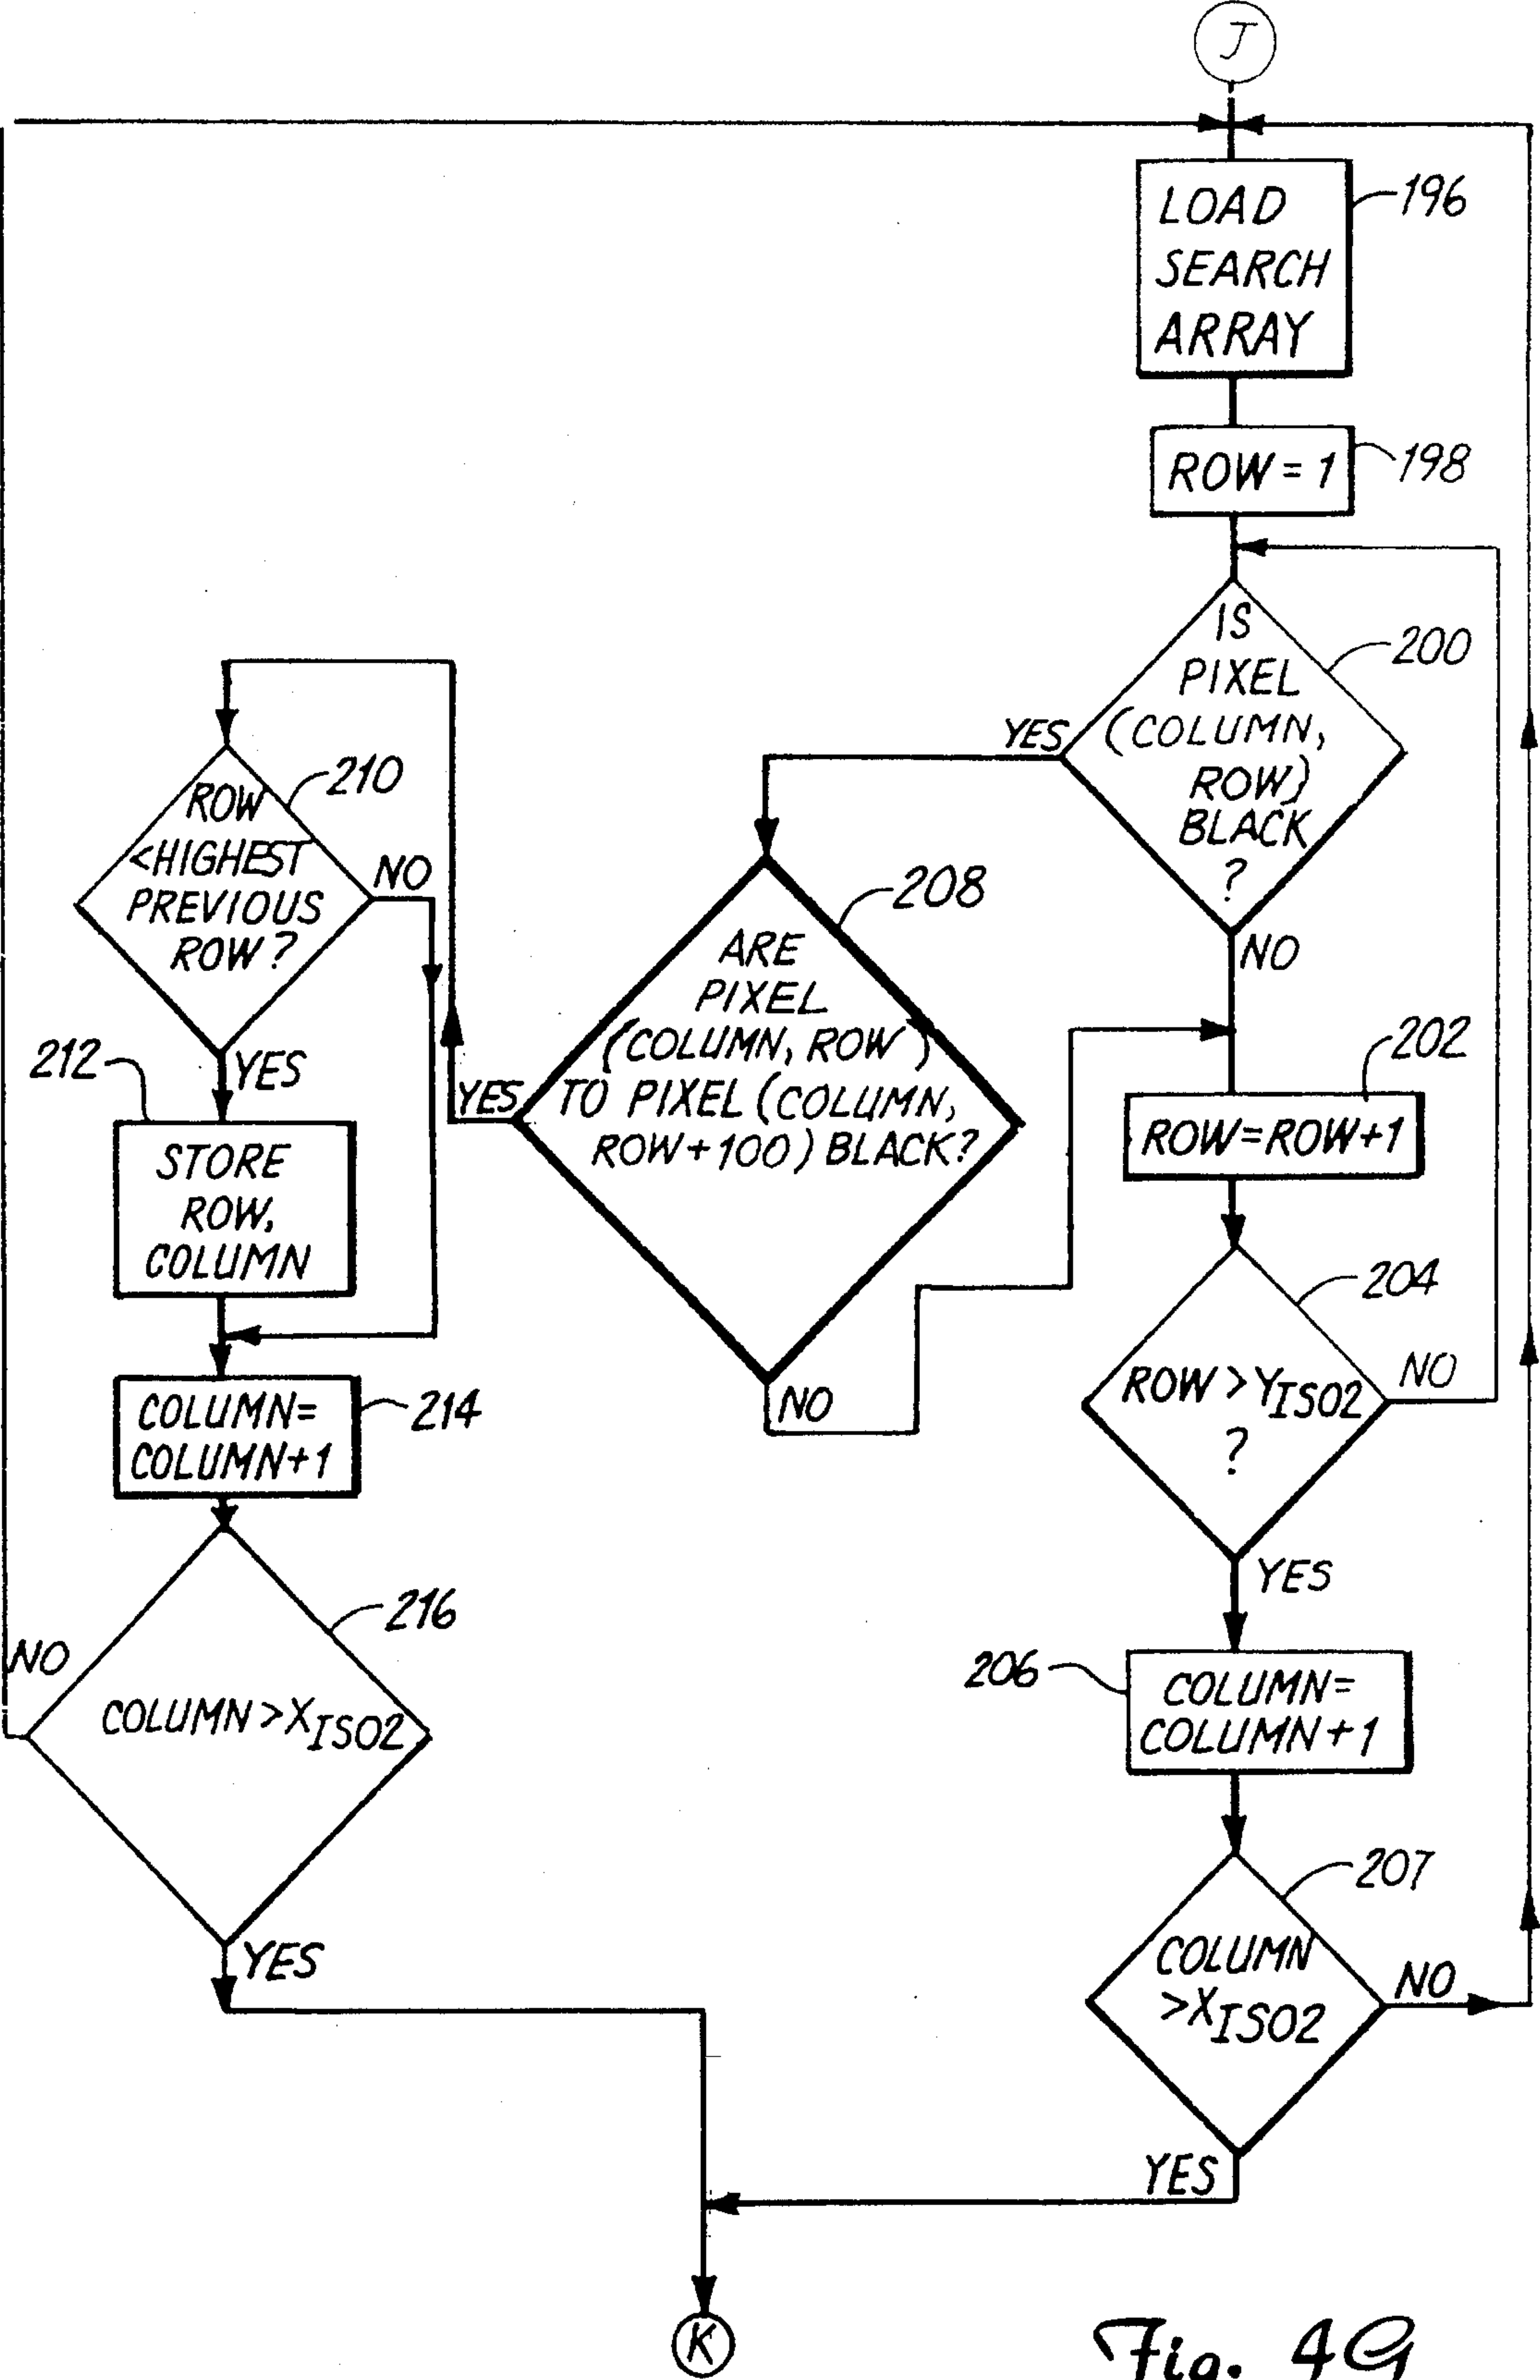 J
LOAD
SEARCH
ARRAY
196
ROW = 1
198
IS
PIXEL
(COLUMN,
ROW)
BLACK
?
200
YES
NO
ROW
<HIGHEST
PREVIOUS
ROW?
210
NO
YES
ARE
PIXEL
(COLUMN, ROW)
TO PIXEL (COLUMN,
ROW+100) BLACK?
208
YES
NO
202
ROW=ROW+1
212
STORE
ROW,
COLUMN
204
ROW > YISO2
?
NO
YES
COLUMN=
COLUMN+1
214
216
COLUMN > XISO2
NO
YES
206
COLUMN=
COLUMN+1
207
COLUMN
>XISO2
NO
YES
K
Fig. 4G